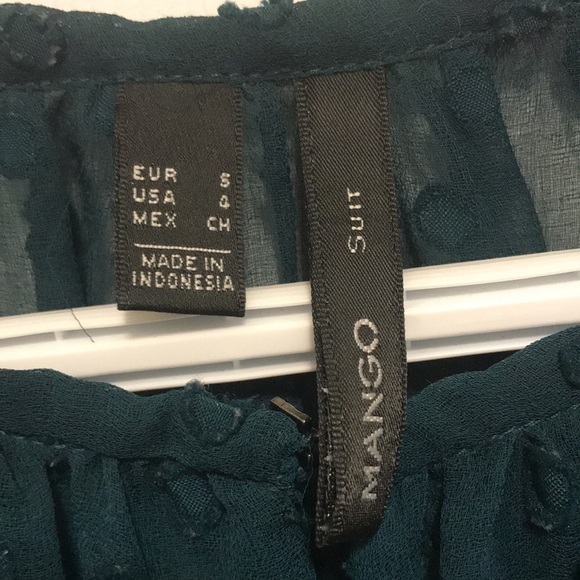 EUR S
USA 4
MEX CH
MADE IN
INDONESIA
MANGO SUIT